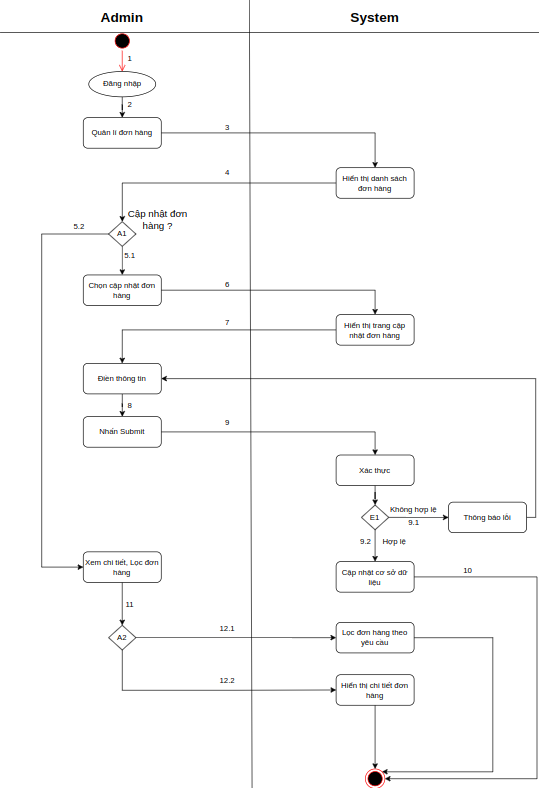 Admin
System
1
Đăng nhập
2
Quản lí đơn hàng
3
Hiển thị danh sách
đơn hàng
4
Cập nhật đơn
hàng ?
A1
5.2
5.1
Chọn cập nhật đơn
hàng
6
Hiển thị trang cập
nhật đơn hàng
7
Điền thông tin
8
Nhấn Submit
9
Xác thực
E1
Không hợp lệ
9.1
Thông báo lỗi
9.2
Hợp lệ
Cập nhật cơ sở dữ
liệu
10
Xem chi tiết, Lọc đơn
hàng
11
A2
12.1
Lọc đơn hàng theo
yêu cầu
12.2
Hiển thị chi tiết đơn
hàng